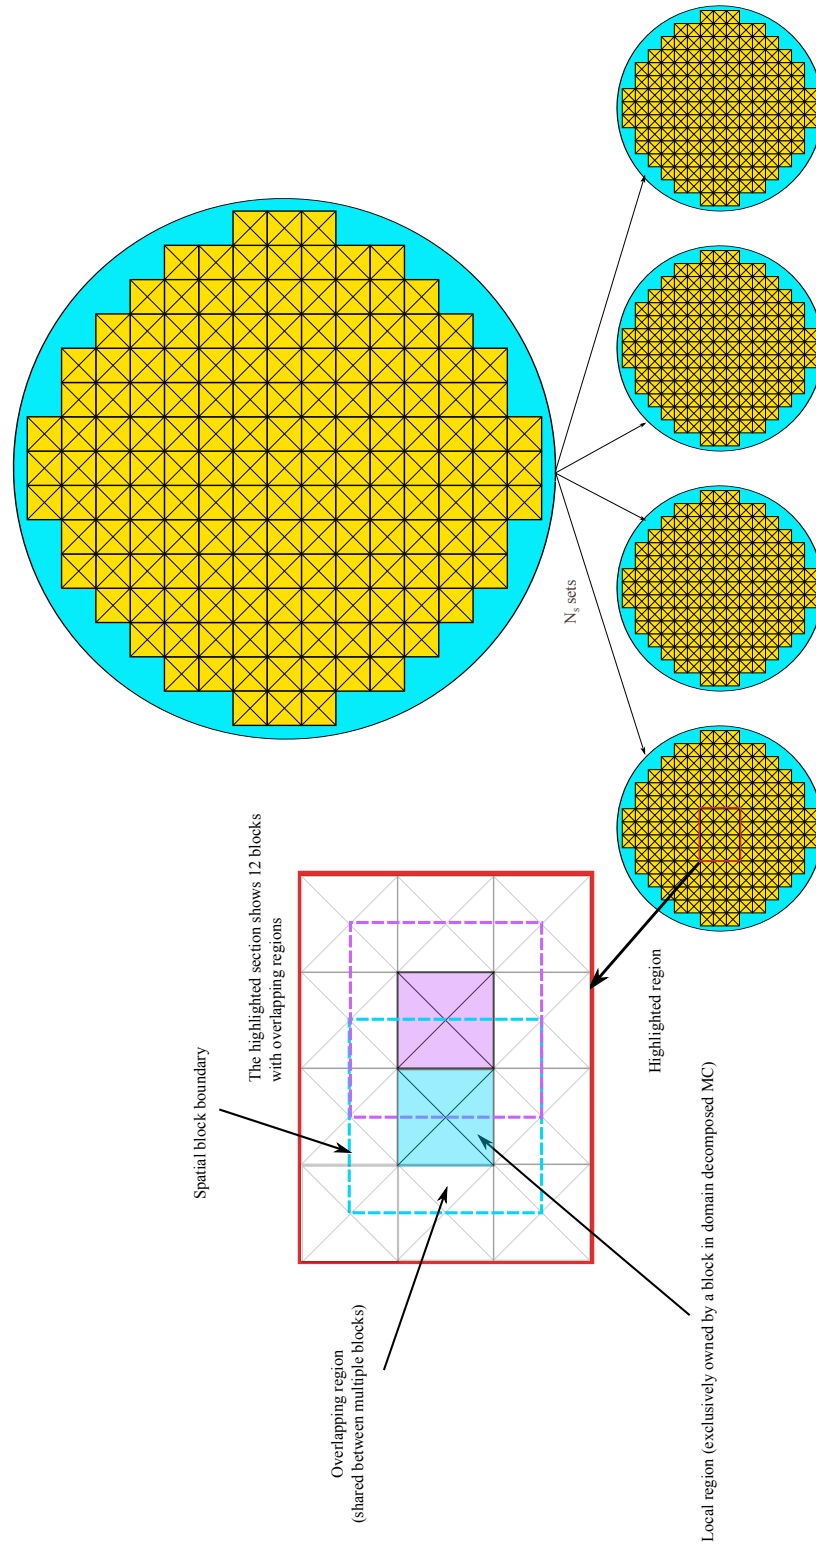 N_s sets
The highlighted section shows 12 blocks
with overlapping regions
Spatial block boundary
Highlighted region
Overlapping region
(shared between multiple blocks)
Local region (exclusively owned by a block in domain decomposed MC)